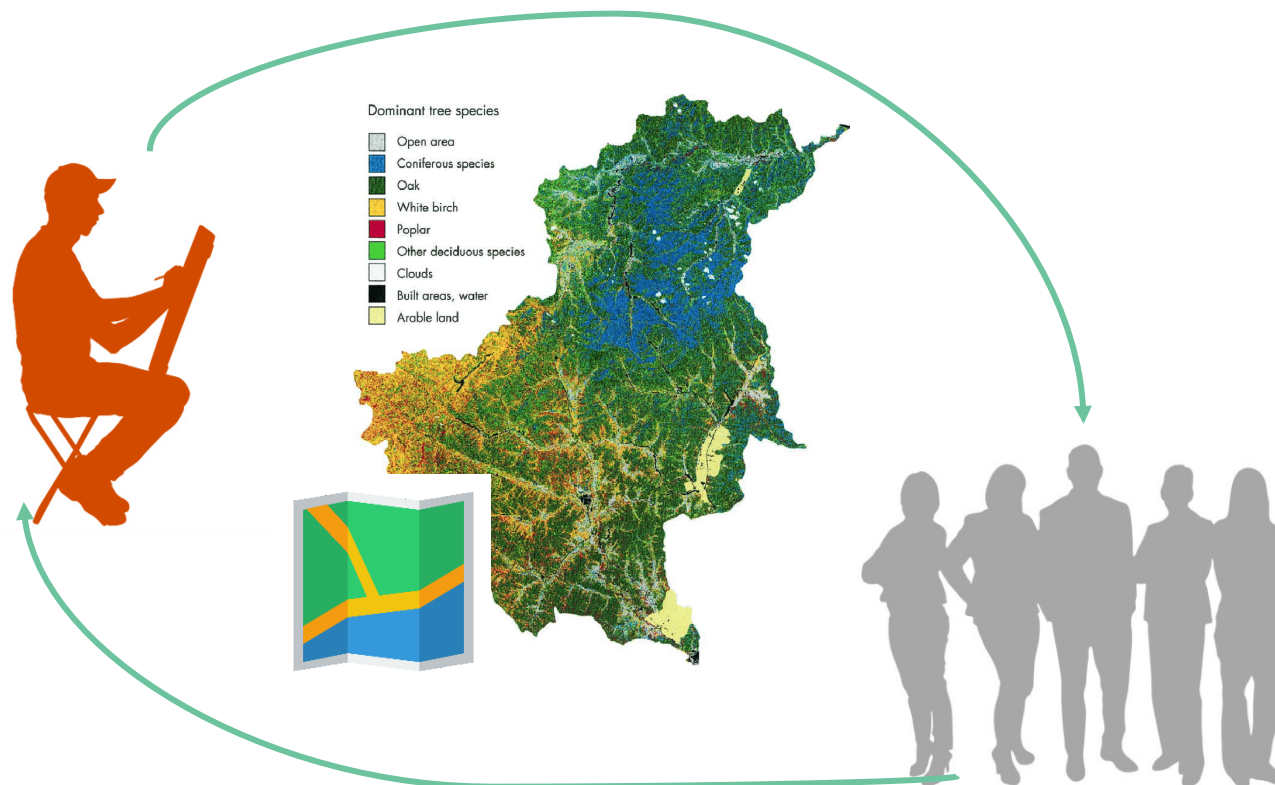 Dominant tree species
Open area
Coniferous species
Oak
White birch
Poplar
Other deciduous species
Clouds
Built areas, water
Arable land